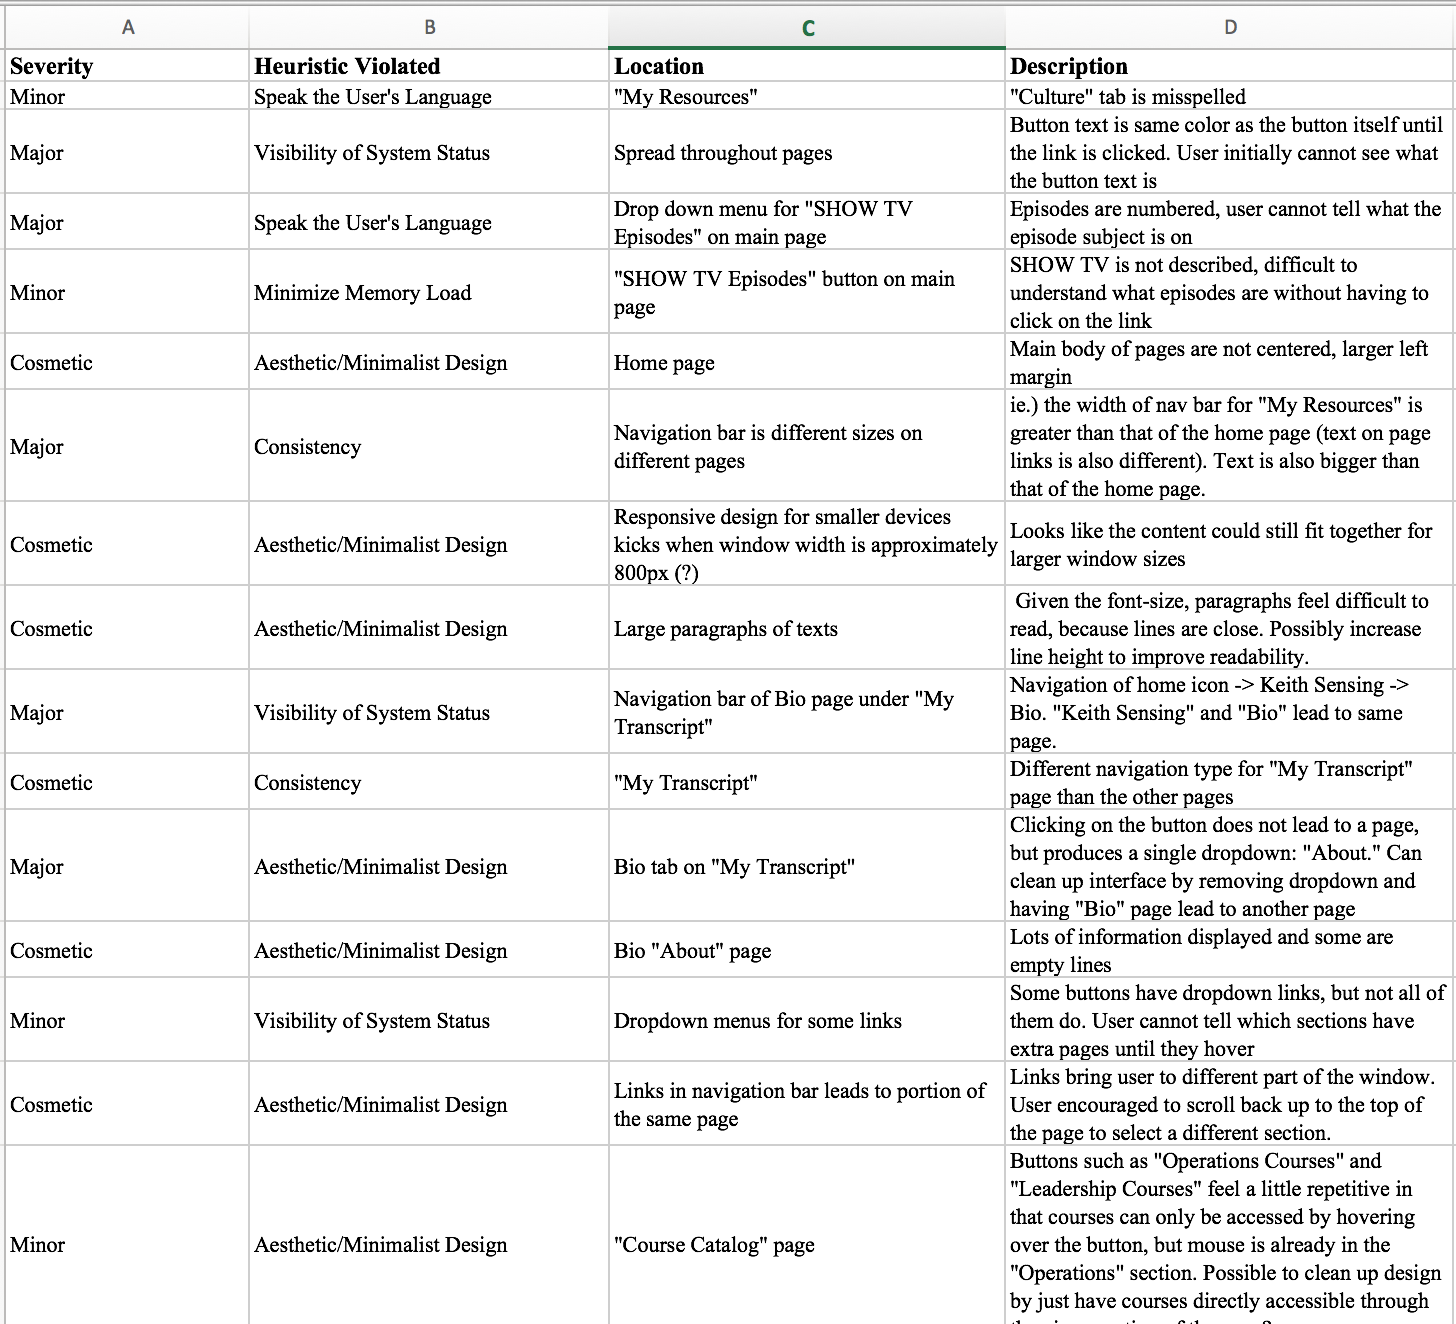 A B C D
Severity Heuristic Violated Location Description
Minor Speak the User's Language "My Resources" "Culture" tab is misspelled
Major Visibility of System Status Spread throughout pages Button text is same color as the button itself until
the link is clicked. User initially cannot see what
the button text is
Major Speak the User's Language Drop down menu for "SHOW TV
Episodes" on main page Episodes are numbered, user cannot tell what the
episode subject is on
Minor Minimize Memory Load "SHOW TV Episodes" button on main
page SHOW TV is not described, difficult to
understand what episodes are without having to
click on the link
Cosmetic Aesthetic/Minimalist Design Home page Main body of pages are not centered, larger left
margin
Major Consistency Navigation bar is different sizes on
different pages ie.) the width of nav bar for "My Resources" is
greater than that of the home page (text on page
links is also different). Text is also bigger than
that of the home page.
Cosmetic Aesthetic/Minimalist Design Responsive design for smaller devices
kicks when window width is approximately
800px (?) Looks like the content could still fit together for
larger window sizes
Cosmetic Aesthetic/Minimalist Design Large paragraphs of texts Given the font-size, paragraphs feel difficult to
read, because lines are close. Possibly increase
line height to improve readability.
Major Visibility of System Status Navigation bar of Bio page under "My
Transcript" Navigation of home icon -> Keith Sensing ->
Bio. "Keith Sensing" and "Bio" lead to same
page.
Cosmetic Consistency "My Transcript" Different navigation type for "My Transcript"
page than the other pages
Major Aesthetic/Minimalist Design Bio tab on "My Transcript" Clicking on the button does not lead to a page,
but produces a single dropdown: "About." Can
clean up interface by removing dropdown and
having "Bio" page lead to another page
Cosmetic Aesthetic/Minimalist Design Bio "About" page Lots of information displayed and some are
empty lines
Minor Visibility of System Status Dropdown menus for some links Some buttons have dropdown links, but not all of
them do. User cannot tell which sections have
extra pages until they hover
Cosmetic Aesthetic/Minimalist Design Links in navigation bar leads to portion of
the same page Links bring user to different part of the window.
User encouraged to scroll back up to the top of
the page to select a different section.
Minor Aesthetic/Minimalist Design "Course Catalog" page Buttons such as "Operations Courses" and
"Leadership Courses" feel a little repetitive in
that courses can only be accessed by hovering
over the button, but mouse is already in the
"Operations" section. Possible to clean up design
by just have courses directly accessible through